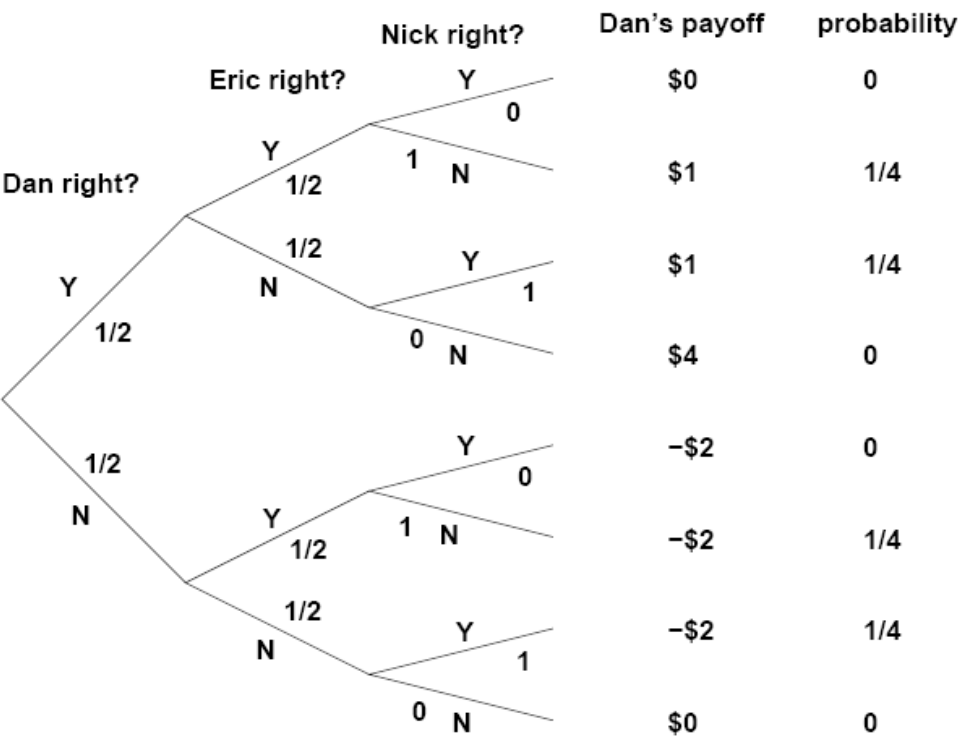 Nick right?
Dan's payoff
probability
Eric right?
Y
$0
0
0
Y
1
N
$1
1/4
Dan right?
1/2
1/2
Y
$1
1/4
Y
N
1
1/2
0
N
$4
0
1/2
Y
−$2
0
0
N
Y
1
N
−$2
1/4
1/2
1/2
Y
−$2
1/4
N
1
0
N
$0
0